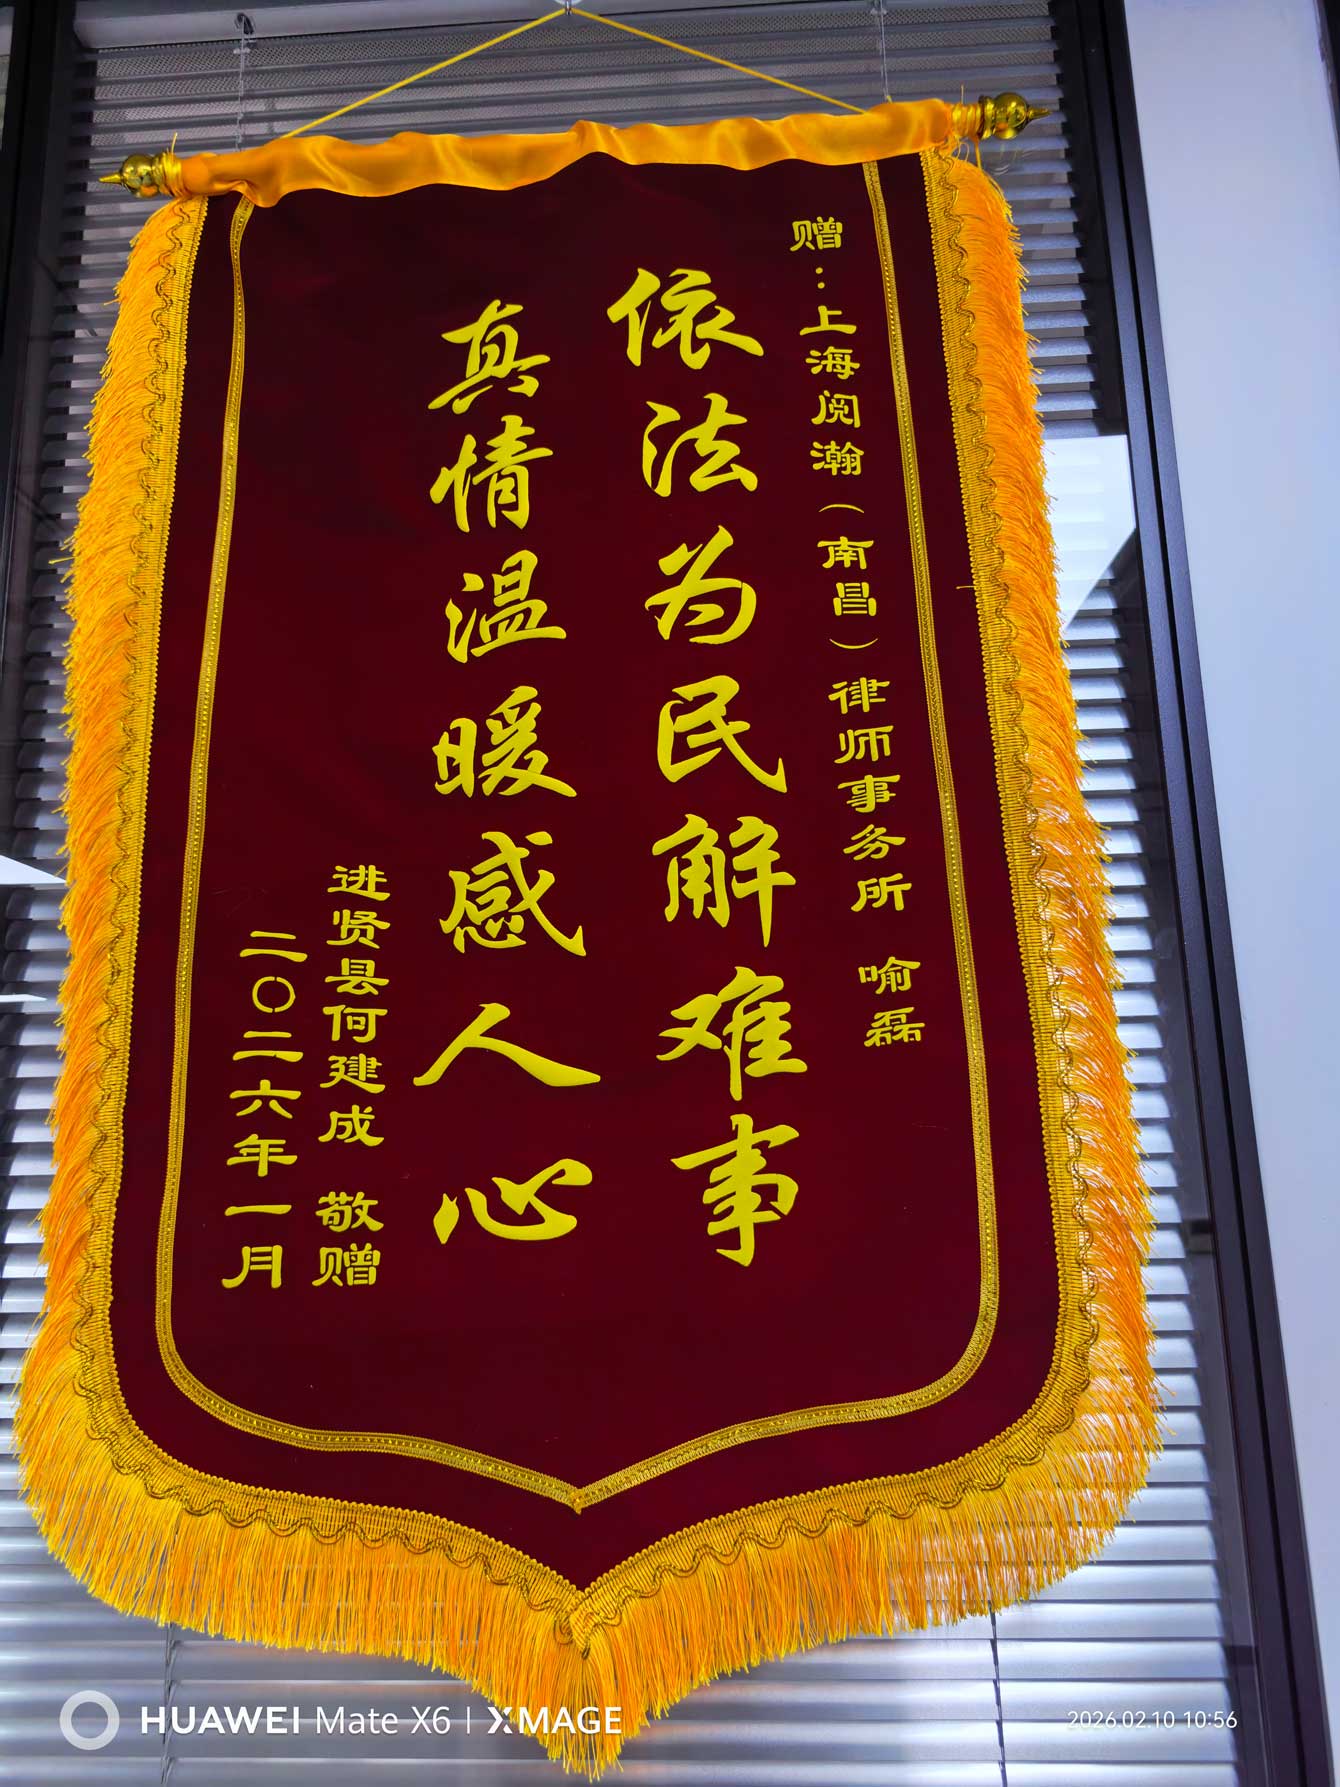 赠：上海阅瀚（南昌）律师事务所 喻磊
依法为民解难事
真情温暖感人心
进贤县何建成 敬赠
二〇二六年一月
HUAWEI Mate X6 | XMAGE
2026.02.10 10:56